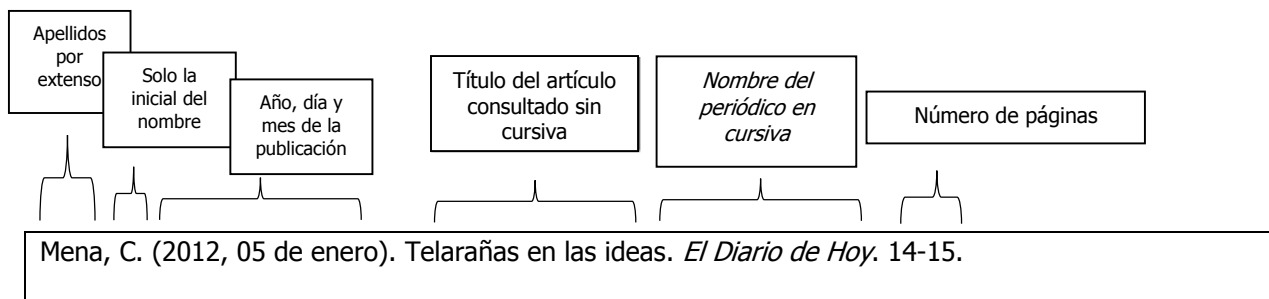 Apellidos
por
extenso
Solo la
inicial del
nombre
Año, día y
mes de la
publicación
Título del artículo
consultado sin
cursiva
Nombre del
periódico en
cursiva
Número de páginas
Mena, C. (2012, 05 de enero). Telarañas en las ideas. El Diario de Hoy. 14-15.